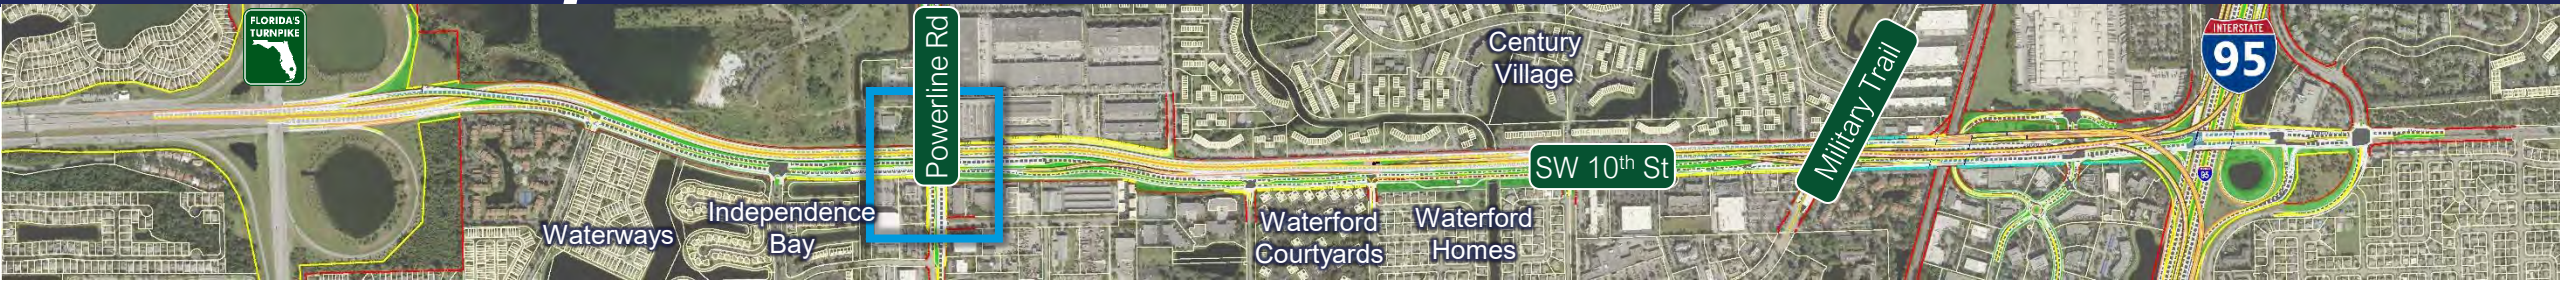 FLORIDA'S
TURNPIKE
Powerline Rd
Century
Village
Military Trail
INTERSTATE
95
SW 10th St
95
Waterways
Independence
Bay
Waterford
Courtyards
Waterford
Homes